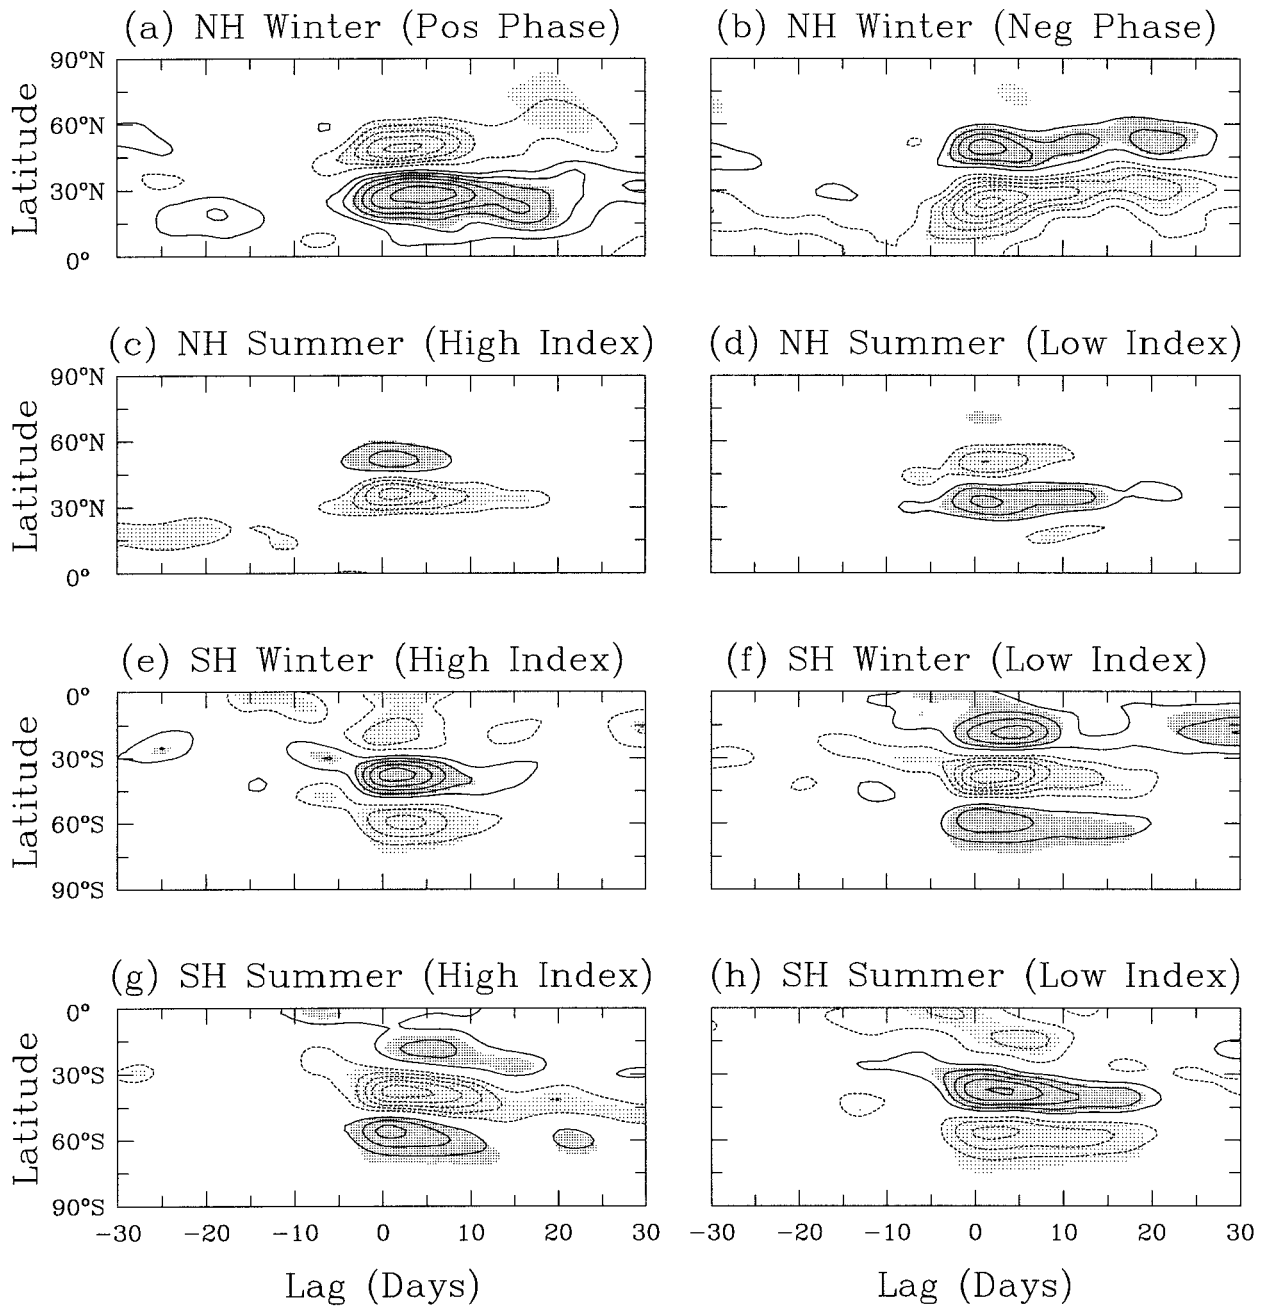 (a) NH Winter (Pos Phase) (b) NH Winter (Neg Phase)
90°N
60°N
30°N
0°
Latitude
(c) NH Summer (High Index) (d) NH Summer (Low Index)
90°N
60°N
30°N
0°
Latitude
(e) SH Winter (High Index) (f) SH Winter (Low Index)
0°
30°S
60°S
90°S
Latitude
(g) SH Summer (High Index) (h) SH Summer (Low Index)
0°
30°S
60°S
90°S
Latitude
-30 -20 -10 0 10 20 30 -30 -20 -10 0 10 20 30
Lag (Days) Lag (Days)